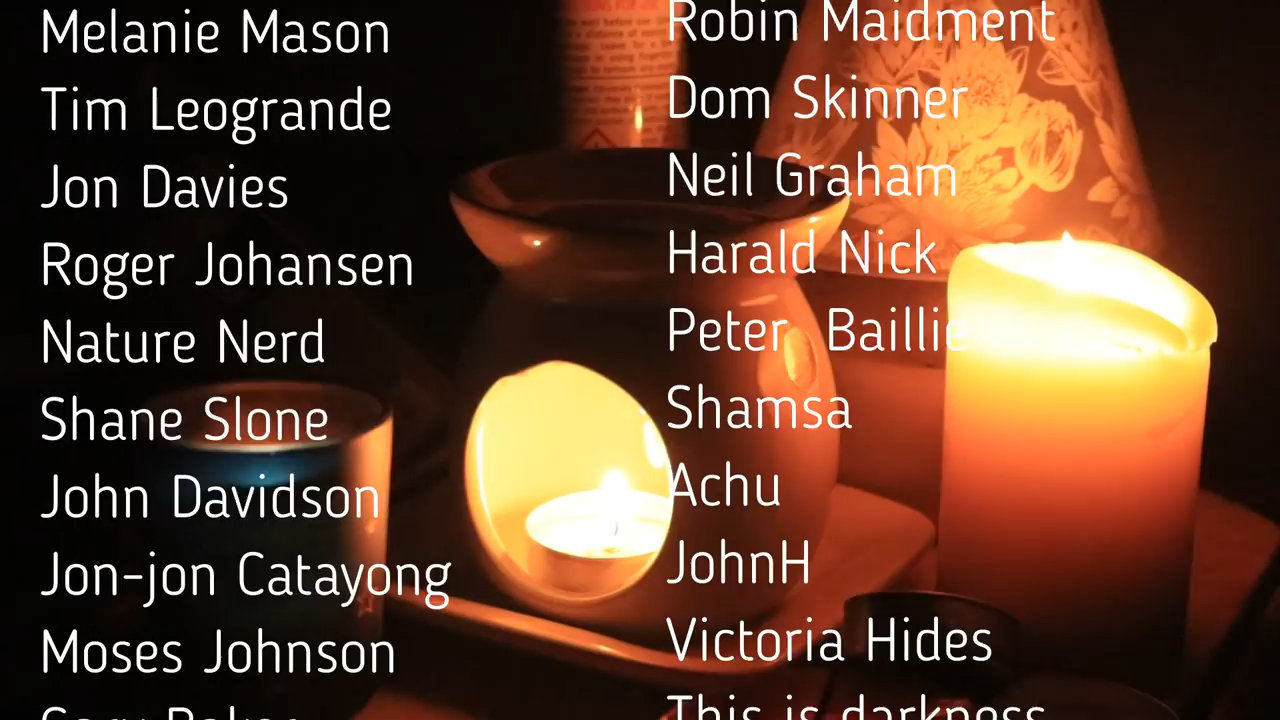 Melanie Mason
Tim Leogrande
Jon Davies
Roger Johansen
Nature Nerd
Shane Slone
John Davidson
Jon-jon Catayong
Moses Johnson
Robin Maidment
Dom Skinner
Neil Graham
Harald Nick
Peter Baillie
Shamsa
Achu
JohnH
Victoria Hides
This is darkness